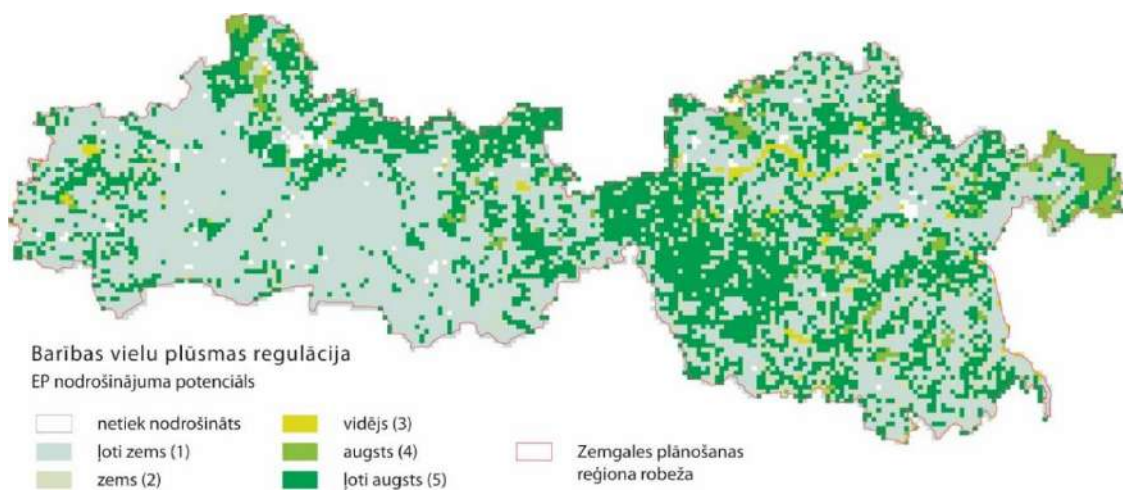 Barības vielu plūsmas regulācija
EP nodrošinājuma potenciāls
netiek nodrošināts
ļoti zems (1)
zems (2)
vidējs (3)
augsts (4)
ļoti augsts (5)
Zemgales plānošanas
reģiona robeža